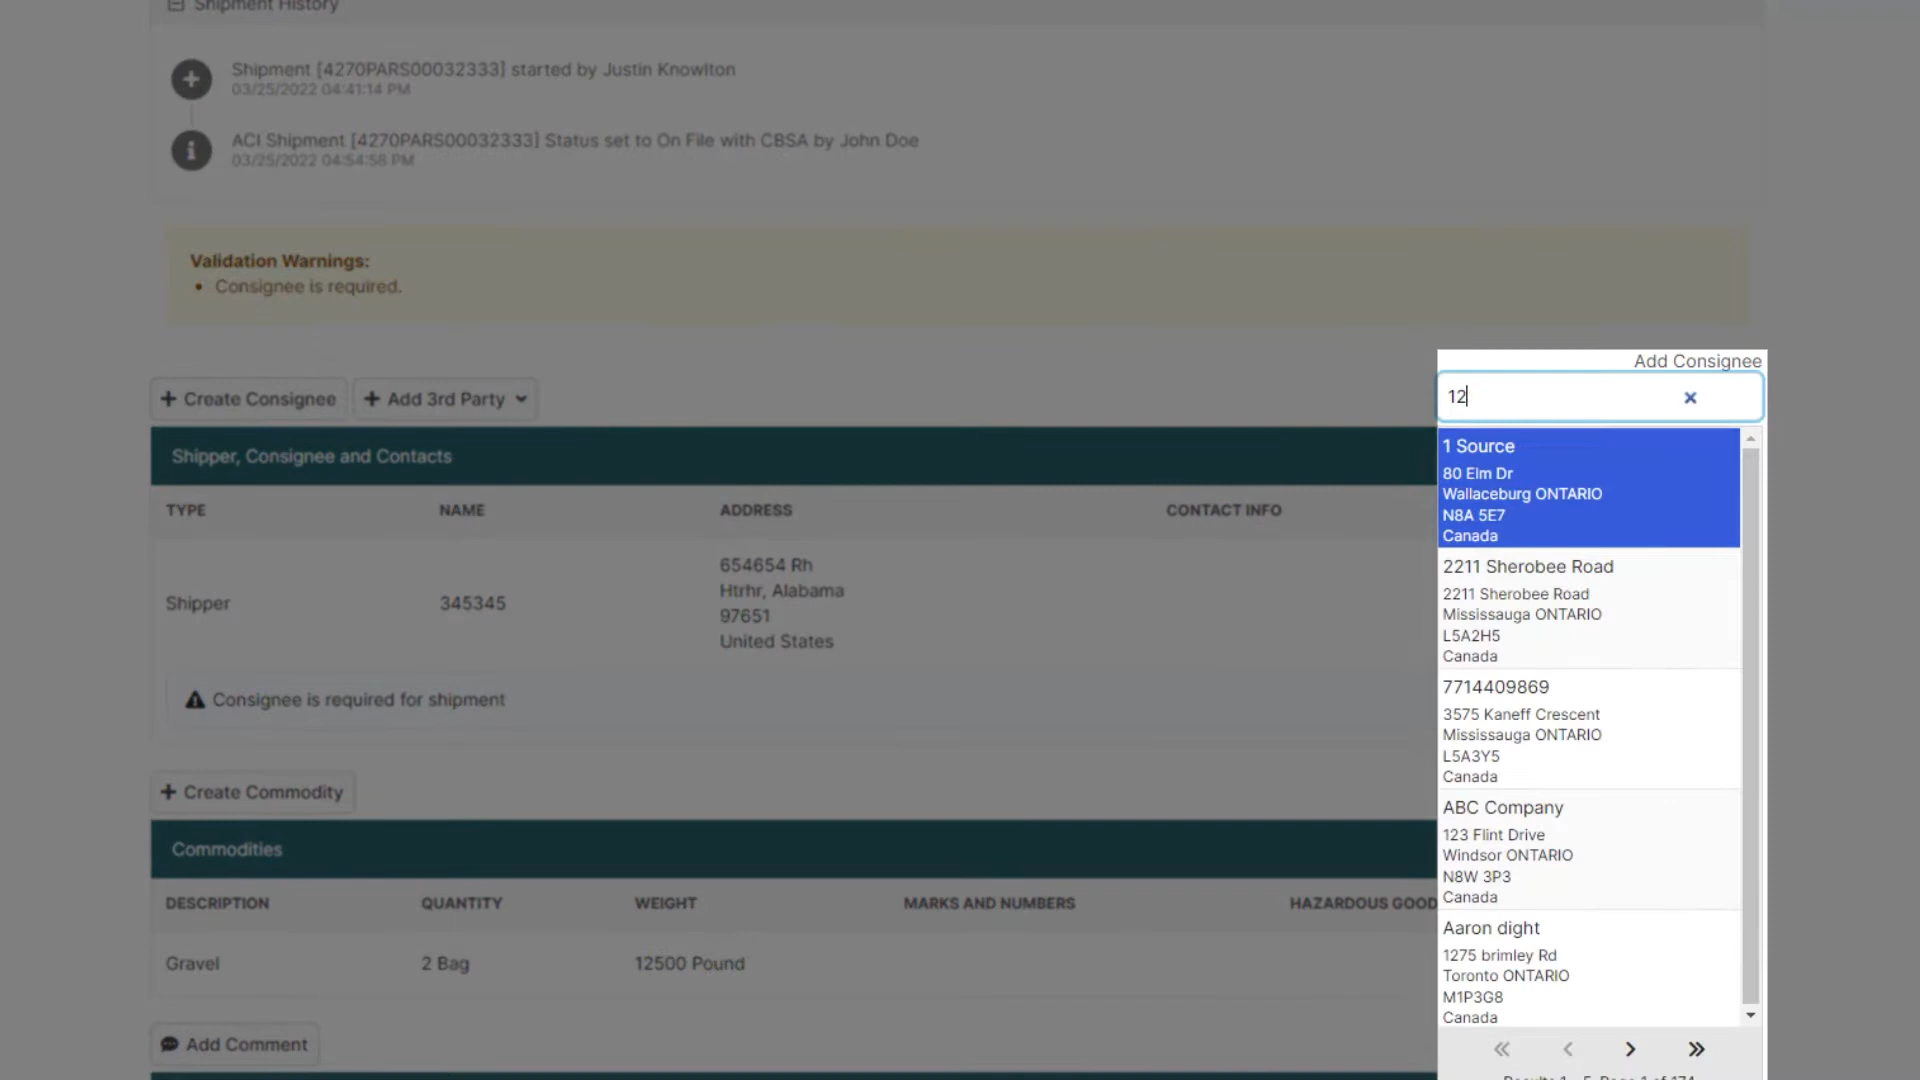 Shipment History
Shipment [4270PARS00032333] started by Justin Knowlton
03/25/2022 04:41:14 PM
ACI Shipment [4270PARS00032333] Status set to On File with CBSA by John Doe
03/25/2022 04:54:58 PM
Validation Warnings:
• Consignee is required.
Add Consignee
Create Consignee
Add 3rd Party
12
Shipper, Consignee and Contacts
TYPE NAME ADDRESS CONTACT INFO
Shipper 345345
654654 Rh
Htrhr, Alabama
97651
United States
Consignee is required for shipment
Create Commodity
Commodities
DESCRIPTION QUANTITY WEIGHT MARKS AND NUMBERS HAZARDOUS GOOD
Gravel 2 Bag 12500 Pound
Add Comment
1 Source
80 Elm Dr
Wallaceburg ONTARIO
N8A 5E7
Canada
2211 Sherobee Road
2211 Sherobee Road
Mississauga ONTARIO
L5A2H5
Canada
7714409869
3575 Kaneff Crescent
Mississauga ONTARIO
L5A3Y5
Canada
ABC Company
123 Flint Drive
Windsor ONTARIO
N8W 3P3
Canada
Aaron dight
1275 brimley Rd
Toronto ONTARIO
M1P3G8
Canada
Results 1 - 5, Page 1 of 174